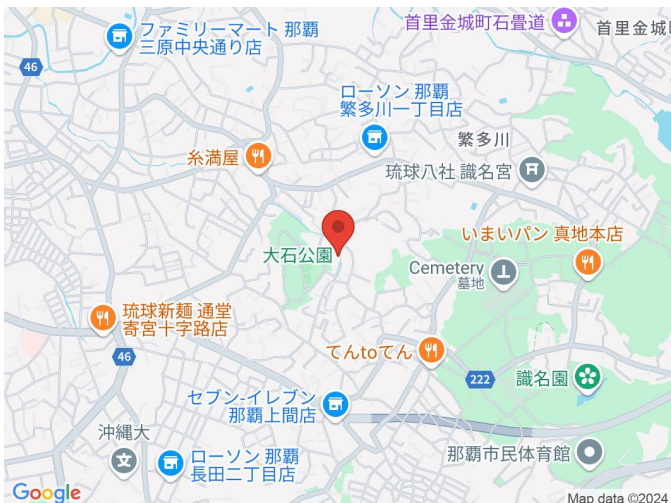 ファミリーマート 那覇
三原中央通り店
首里金城町石畳道
首里金城
46
ローソン 那覇
繁多川一丁目店
繁多川
糸満屋
琉球八社 識名宮
いまいパン 真地本店
大石公園
Cemetery
墓地
琉球新麺 通堂
寄宮十字路店
てんtoてん
46
222
識名園
セブン-イレブン
那覇上間店
沖縄大
ローソン 那覇
長田二丁目店
那覇市民体育館
Google
Map data ©2024